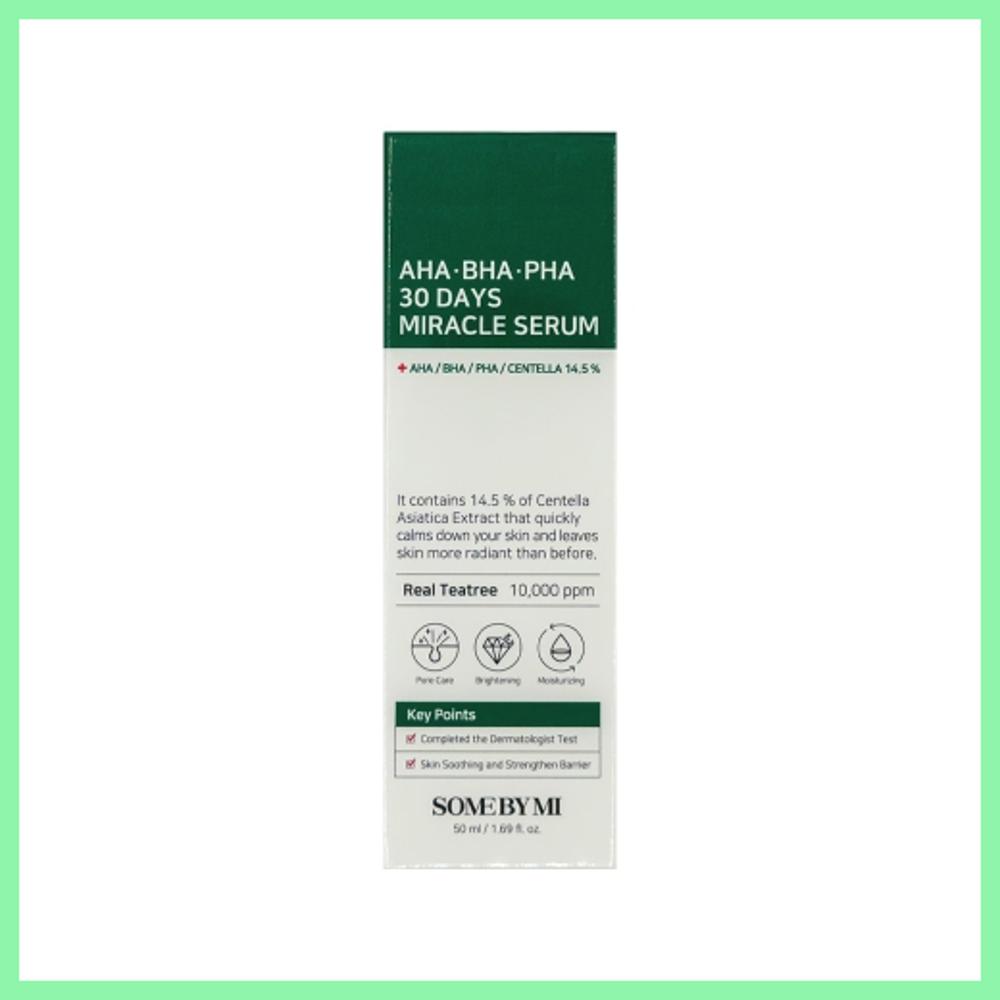 AHA·BHA·PHA
30 DAYS
MIRACLE SERUM
+ AHA / BHA / PHA / CENTELLA 14.5 %
It contains 14.5 % of Centella
Asiatica Extract that quickly
calms down your skin and leaves
skin more radiant than before.
Real Teatree 10,000 ppm
Pore Care Brightening Moisturizing
Key Points
Completed the Dermatologist Test
Skin Soothing and Strengthen Barrier
SOME BY MI
50 ml / 1.69 fl. oz.